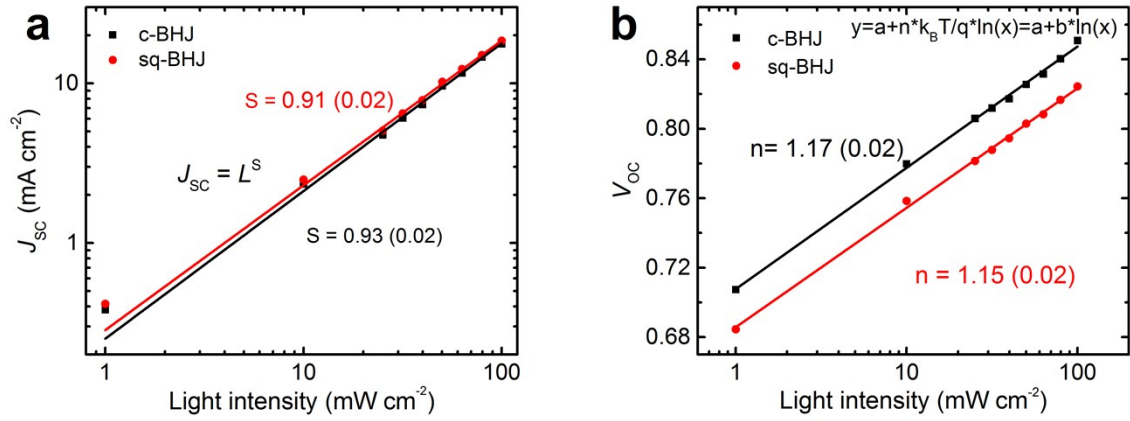 a
c-BHJ
sq-BHJ
S = 0.91 (0.02)
J_SC = L^S
S = 0.93 (0.02)
10
1
J_SC (mA cm⁻²)
1 10 100
Light intensity (mW cm⁻²)
b
y=a+n*k_BT/q*ln(x)=a+b*ln(x)
c-BHJ
sq-BHJ
n= 1.17 (0.02)
n = 1.15 (0.02)
0.84
0.80
0.76
0.72
0.68
V_OC
1 10 100
Light intensity (mW cm⁻²)